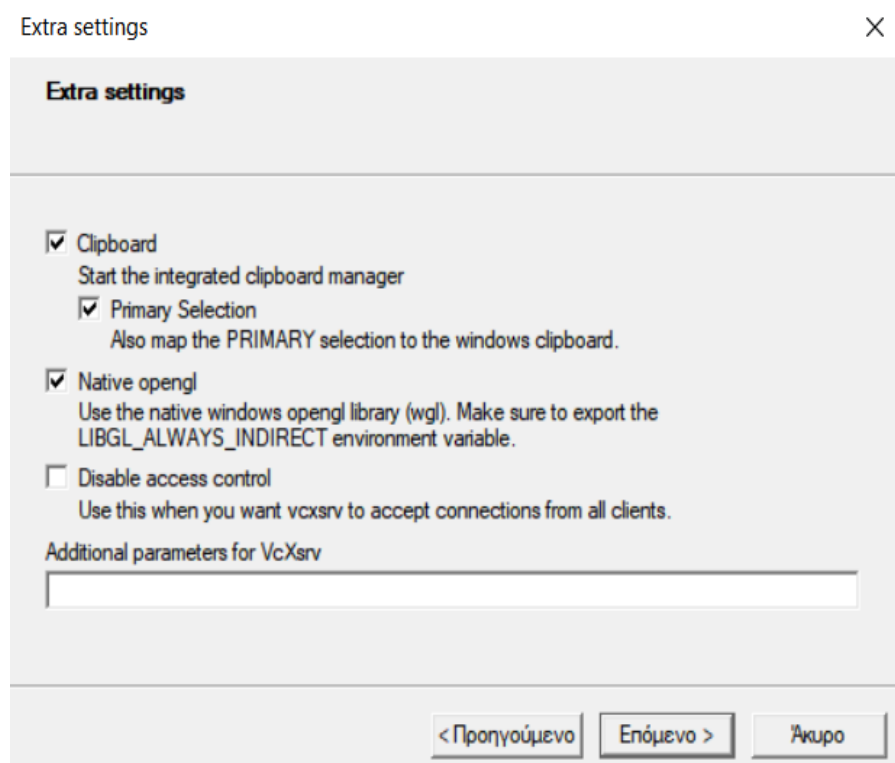 Extra settings
Extra settings
Clipboard
Start the integrated clipboard manager
Primary Selection
Also map the PRIMARY selection to the windows clipboard.
Native opengl
Use the native windows opengl library (wgl). Make sure to export the
LIBGL_ALWAYS_INDIRECT environment variable.
Disable access control
Use this when you want vcxsrv to accept connections from all clients.
Additional parameters for VcXsrv
< Προηγούμενο
Επόμενο >
Άκυρο